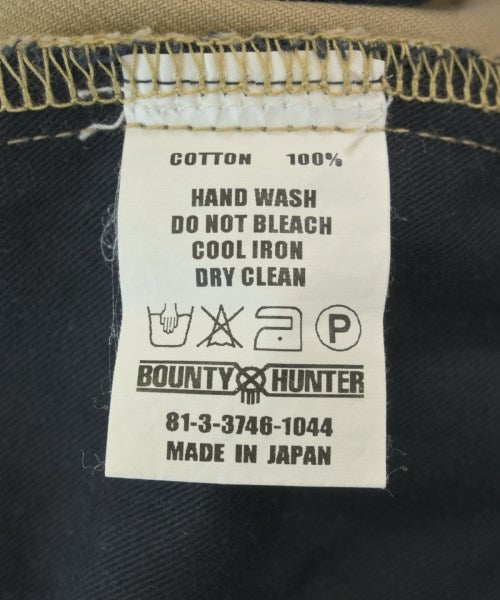 COTTON 100%
HAND WASH
DO NOT BLEACH
COOL IRON
DRY CLEAN
P
BOUNTY HUNTER
81-3-3746-1044
MADE IN JAPAN